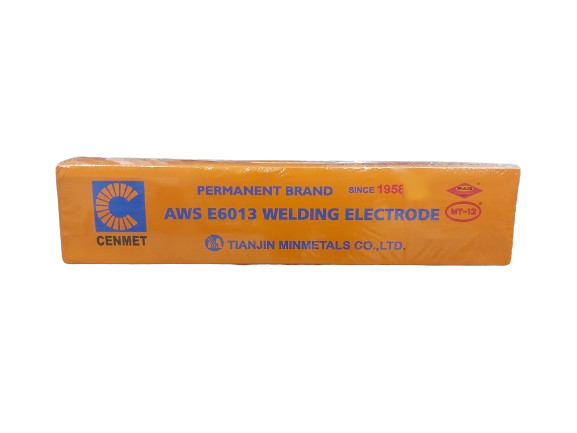 PERMANENT BRAND SINCE 1958
AWS E6013 WELDING ELECTRODE
MT-12
CENMET
TIANJIN MINMETALS CO.,LTD.